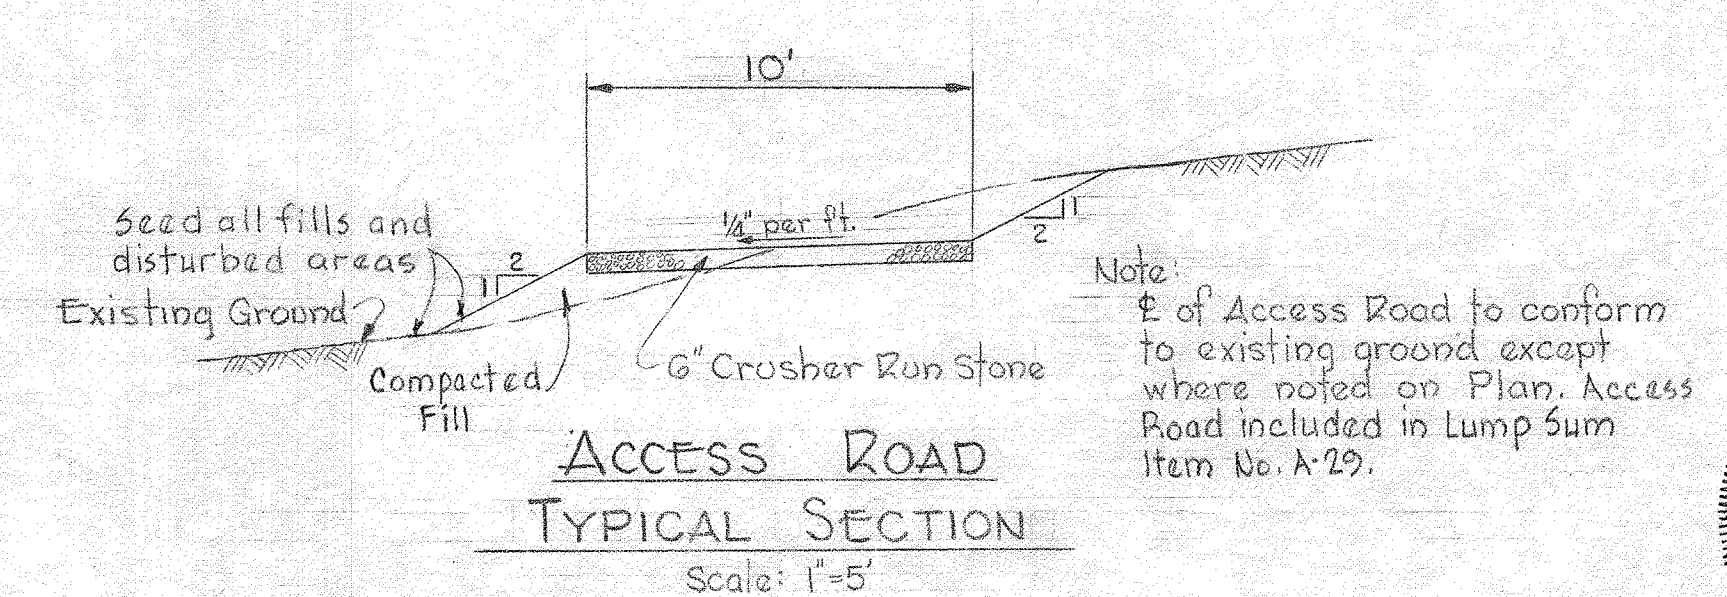 10'
Seed all fills and
disturbed areas
1/4" per ft.
1
2
2
1
Existing Ground
Compacted
Fill
6" Crusher Run Stone
Note:
℄ of Access Road to conform
to existing ground except
where noted on Plan. Access
Road included in Lump Sum
Item No. A-29.
ACCESS ROAD
TYPICAL SECTION
Scale: 1"=5'